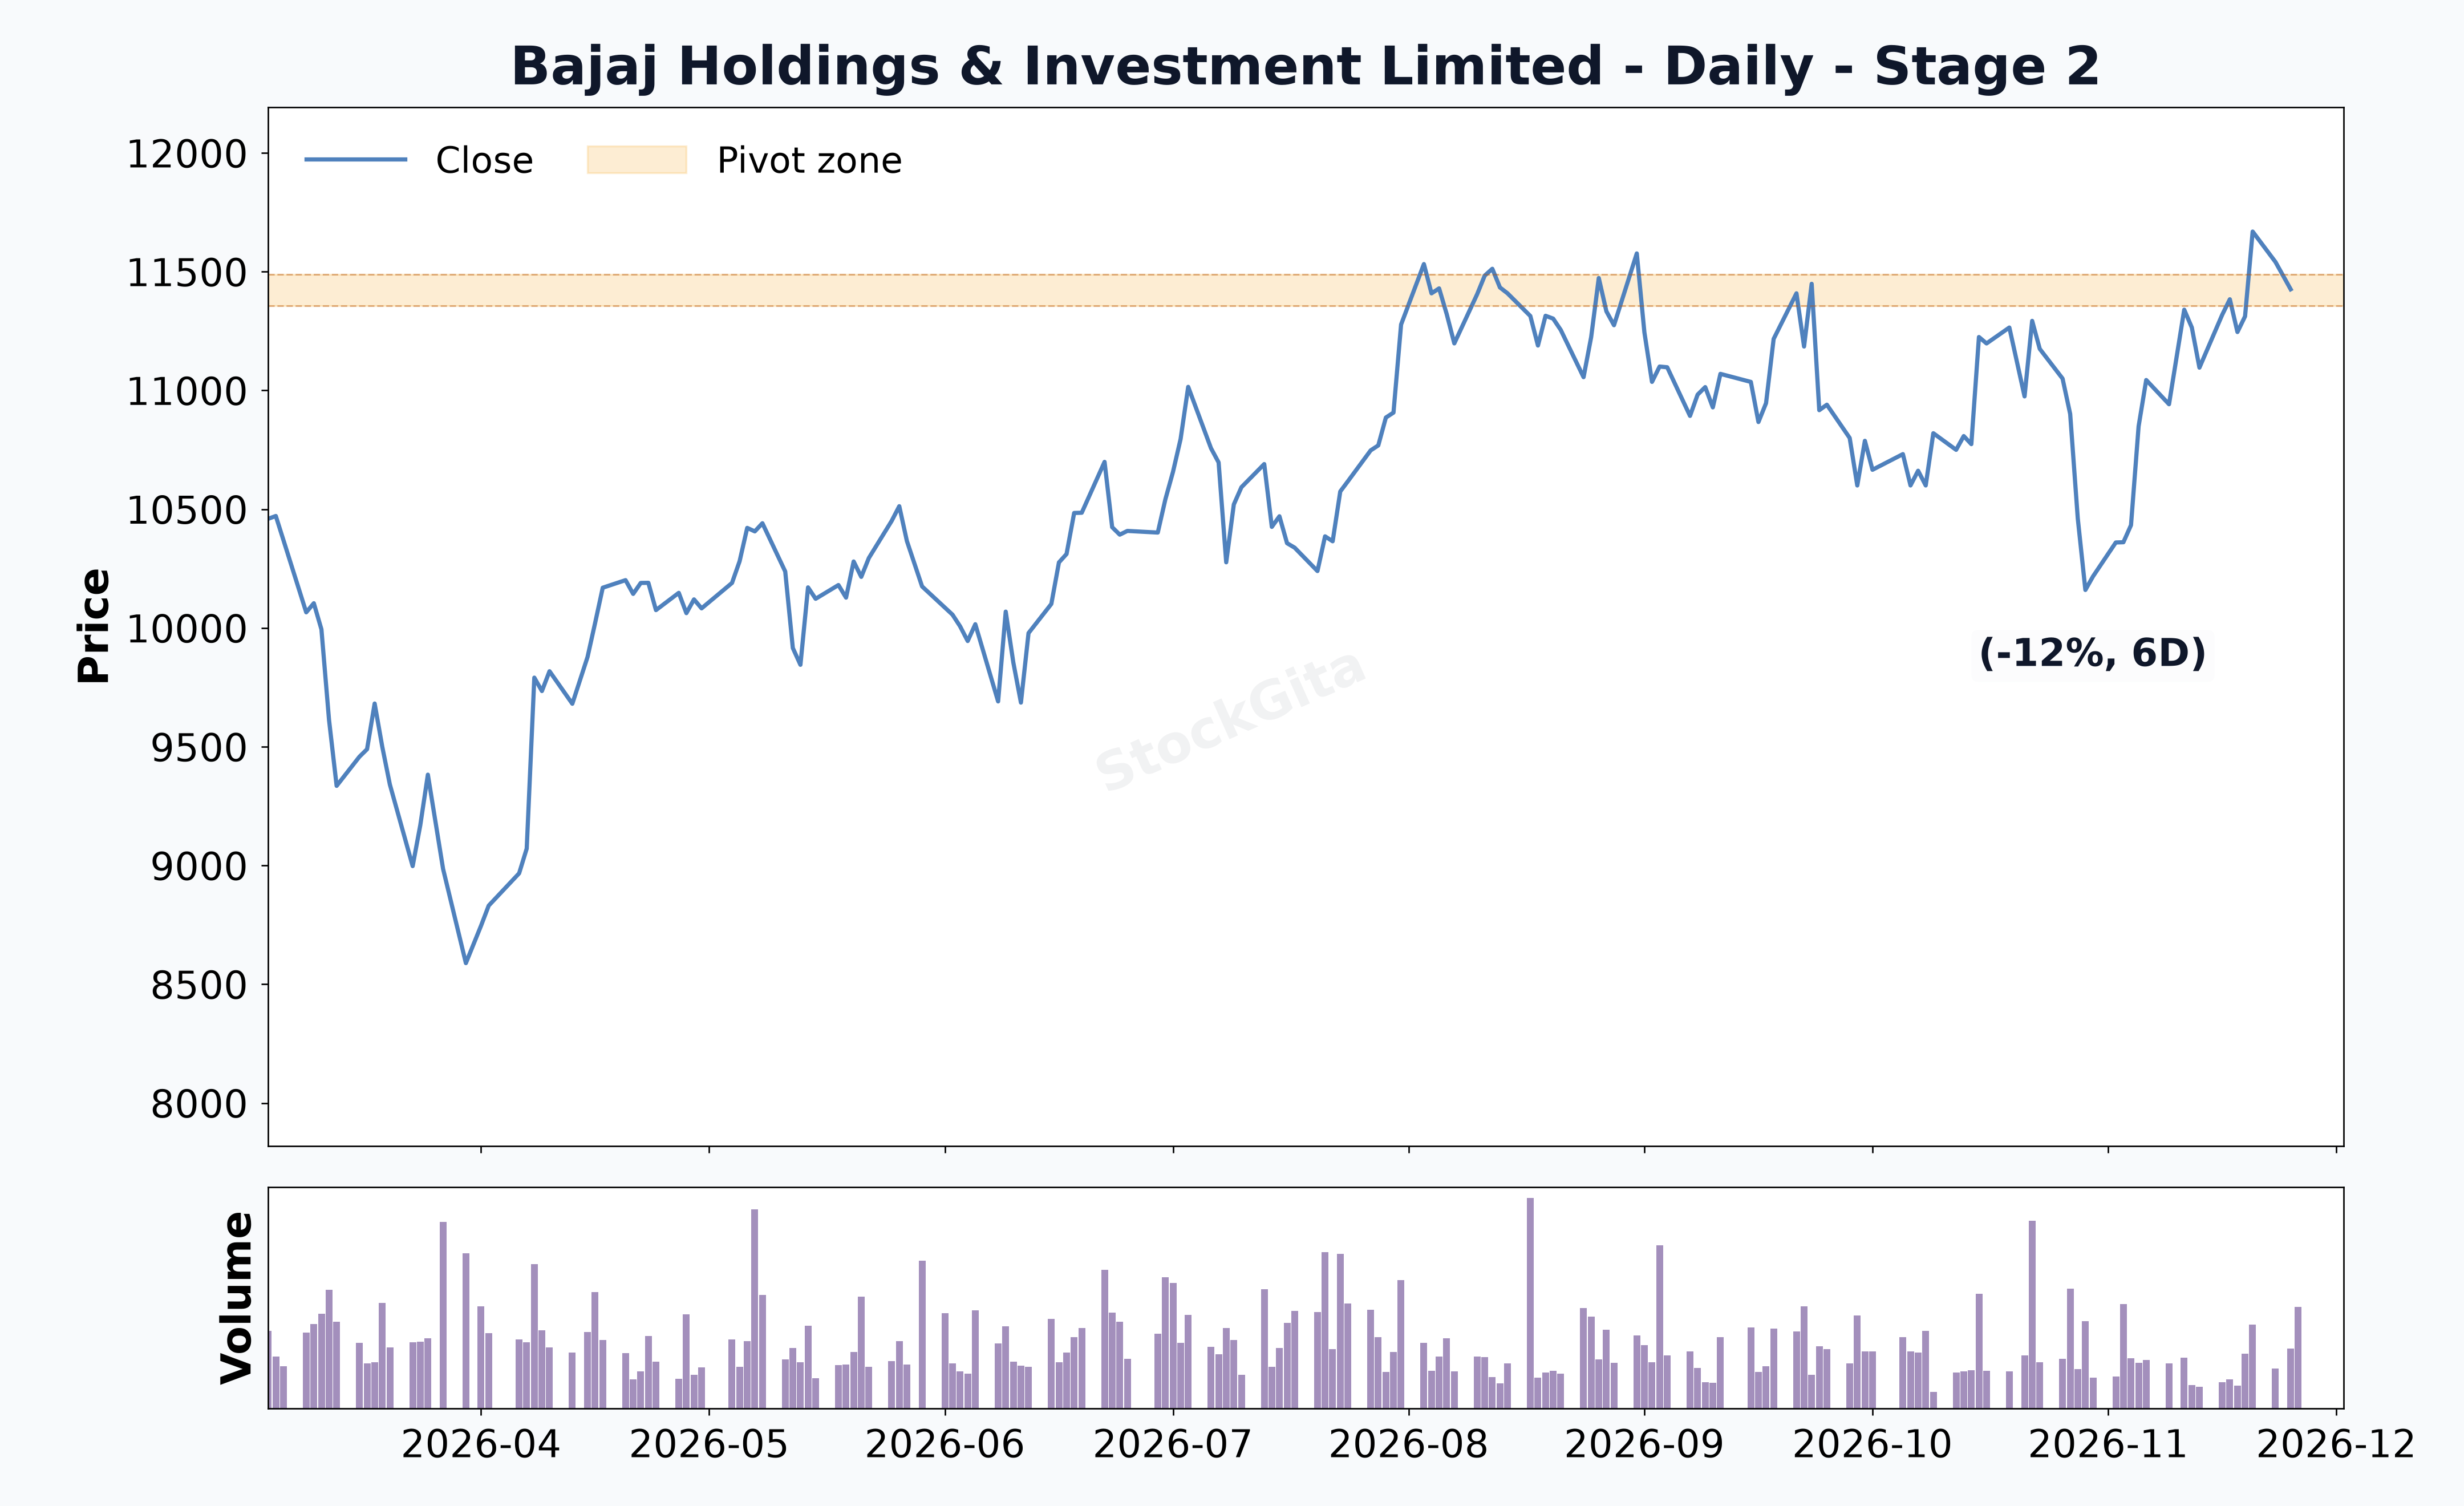 Bajaj Holdings & Investment Limited - Daily - Stage 2
Close
Pivot zone
12000
11500
11000
10500
10000
9500
9000
8500
8000
Price
(-12%, 6D)
StockGita
Volume
2026-04
2026-05
2026-06
2026-07
2026-08
2026-09
2026-10
2026-11
2026-12